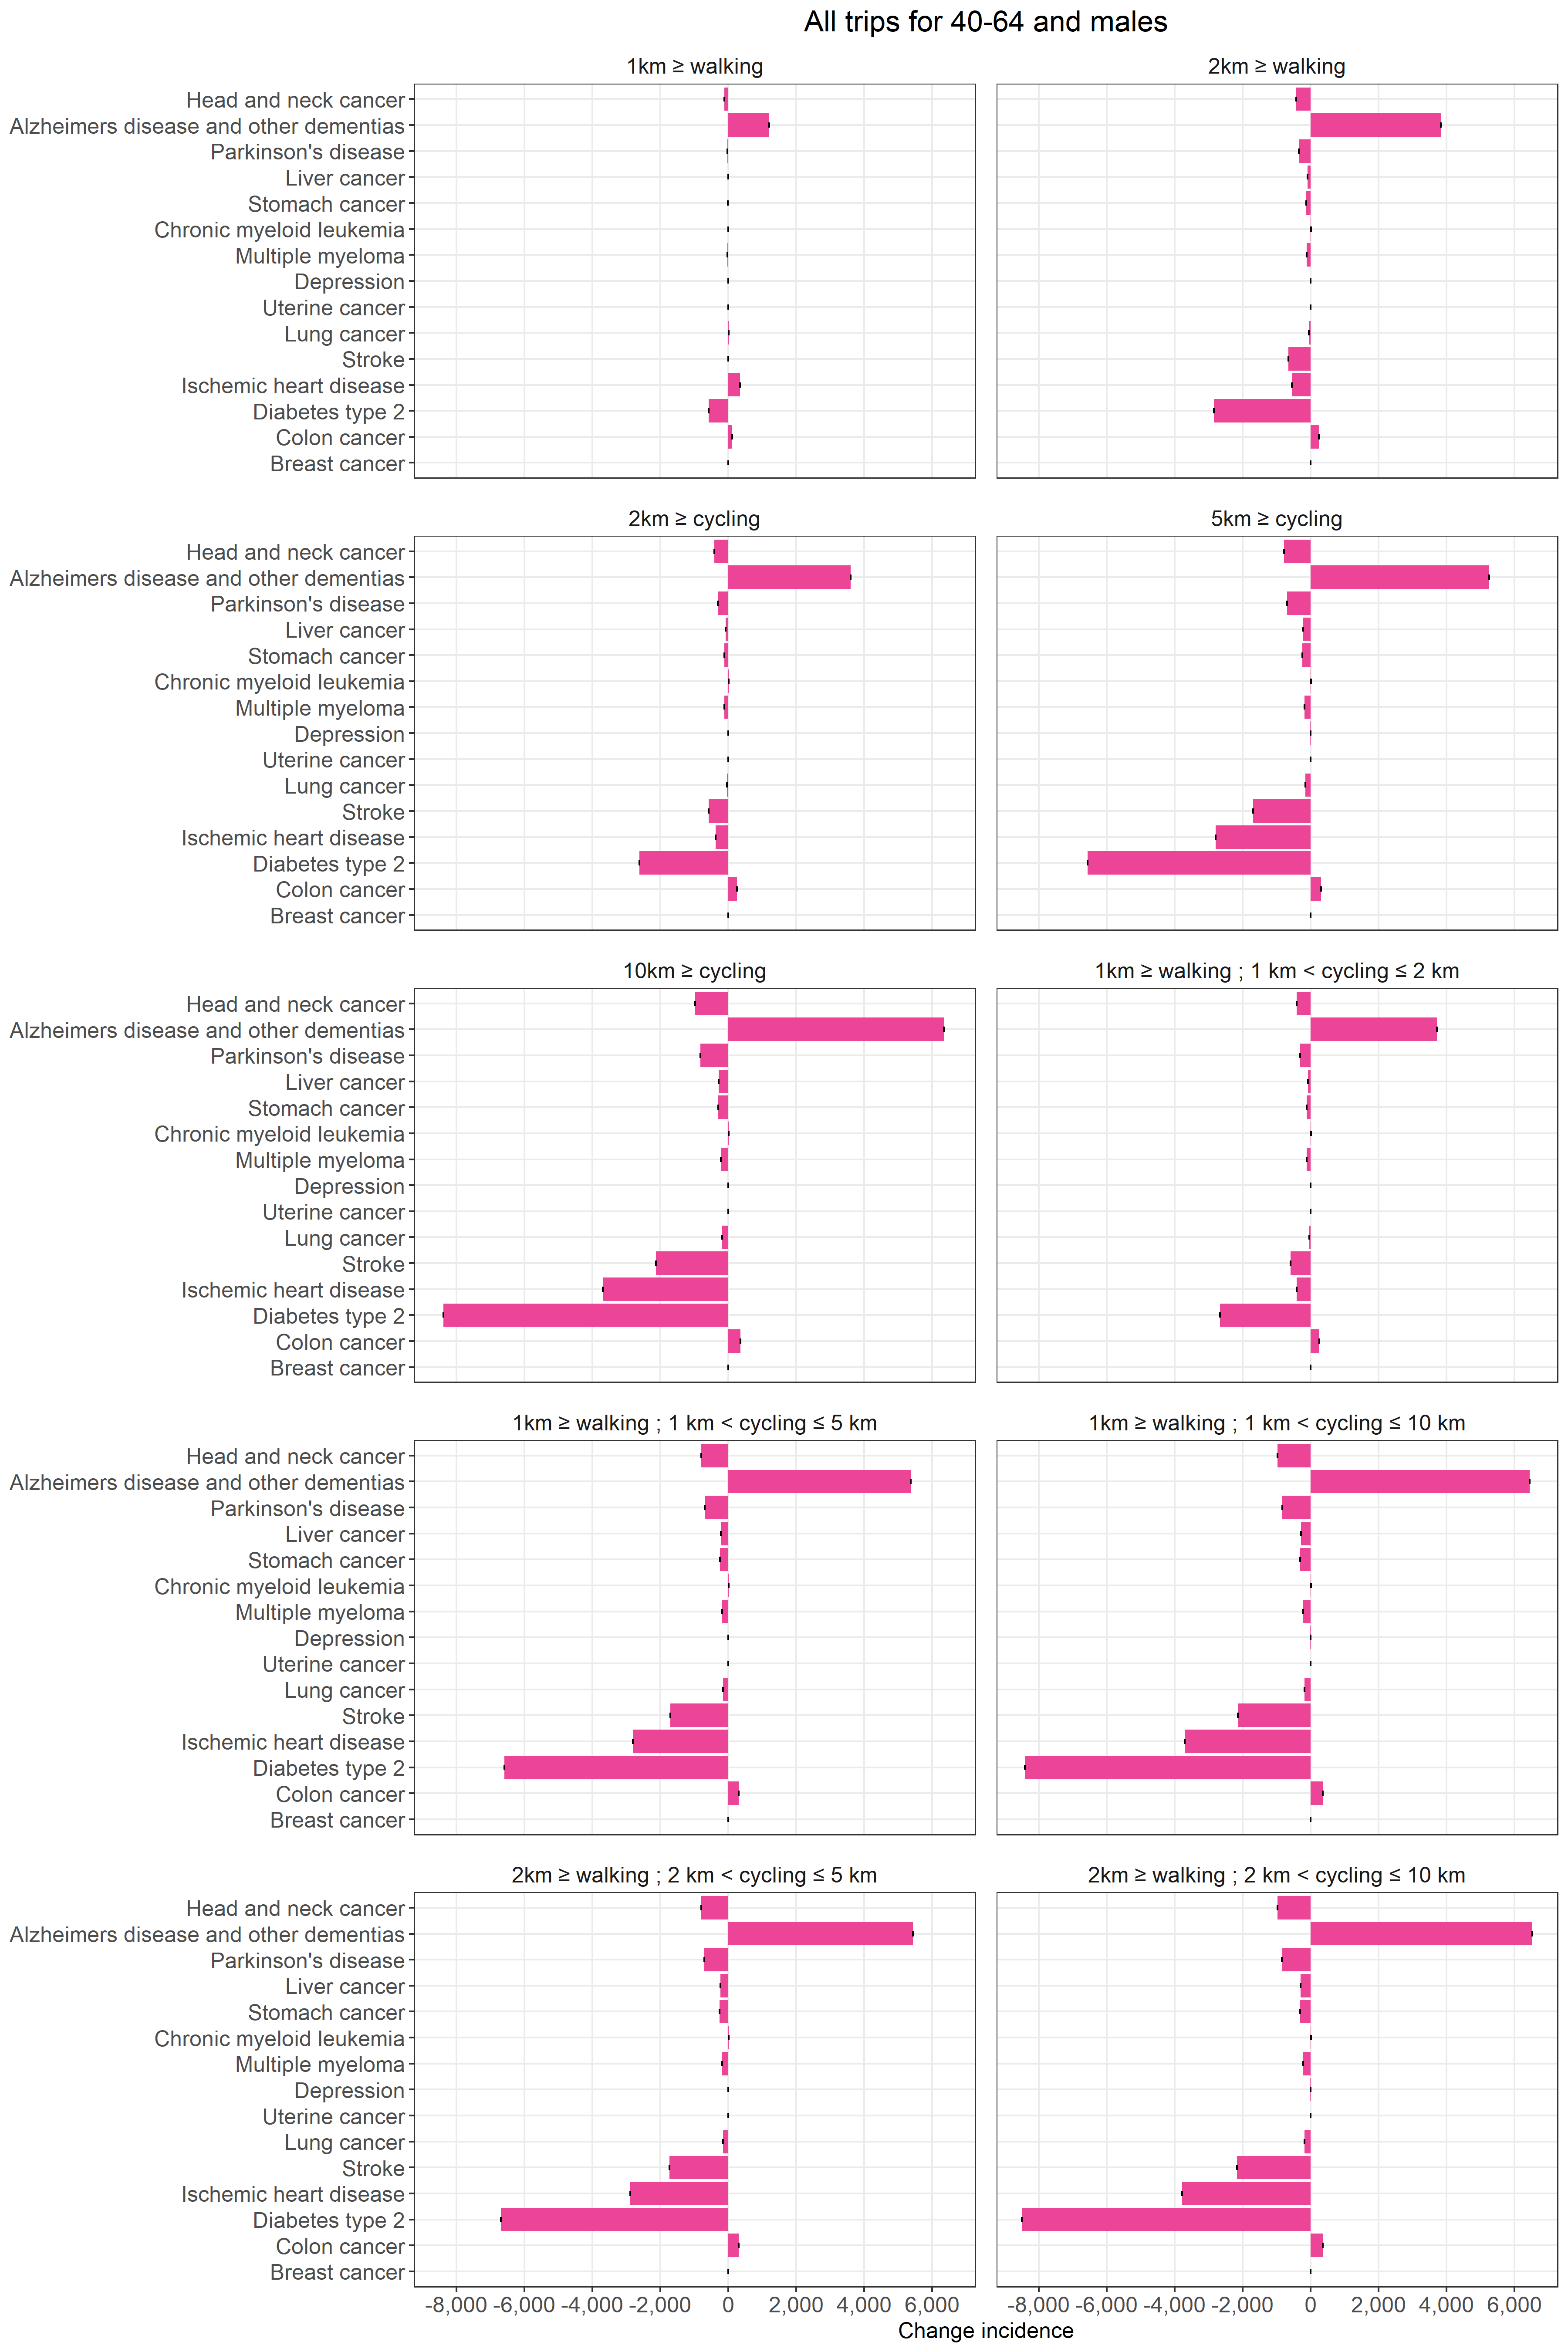 All trips for 40-64 and males
1km ≥ walking
2km ≥ walking
Head and neck cancer
Alzheimers disease and other dementias
Parkinson's disease
Liver cancer
Stomach cancer
Chronic myeloid leukemia
Multiple myeloma
Depression
Uterine cancer
Lung cancer
Stroke
Ischemic heart disease
Diabetes type 2
Colon cancer
Breast cancer
2km ≥ cycling
5km ≥ cycling
Head and neck cancer
Alzheimers disease and other dementias
Parkinson's disease
Liver cancer
Stomach cancer
Chronic myeloid leukemia
Multiple myeloma
Depression
Uterine cancer
Lung cancer
Stroke
Ischemic heart disease
Diabetes type 2
Colon cancer
Breast cancer
10km ≥ cycling
1km ≥ walking ; 1 km < cycling ≤ 2 km
Head and neck cancer
Alzheimers disease and other dementias
Parkinson's disease
Liver cancer
Stomach cancer
Chronic myeloid leukemia
Multiple myeloma
Depression
Uterine cancer
Lung cancer
Stroke
Ischemic heart disease
Diabetes type 2
Colon cancer
Breast cancer
1km ≥ walking ; 1 km < cycling ≤ 5 km
1km ≥ walking ; 1 km < cycling ≤ 10 km
Head and neck cancer
Alzheimers disease and other dementias
Parkinson's disease
Liver cancer
Stomach cancer
Chronic myeloid leukemia
Multiple myeloma
Depression
Uterine cancer
Lung cancer
Stroke
Ischemic heart disease
Diabetes type 2
Colon cancer
Breast cancer
2km ≥ walking ; 2 km < cycling ≤ 5 km
2km ≥ walking ; 2 km < cycling ≤ 10 km
Head and neck cancer
Alzheimers disease and other dementias
Parkinson's disease
Liver cancer
Stomach cancer
Chronic myeloid leukemia
Multiple myeloma
Depression
Uterine cancer
Lung cancer
Stroke
Ischemic heart disease
Diabetes type 2
Colon cancer
Breast cancer
-8,000 -6,000 -4,000 -2,000 0 2,000 4,000 6,000
-8,000 -6,000 -4,000 -2,000 0 2,000 4,000 6,000
Change incidence